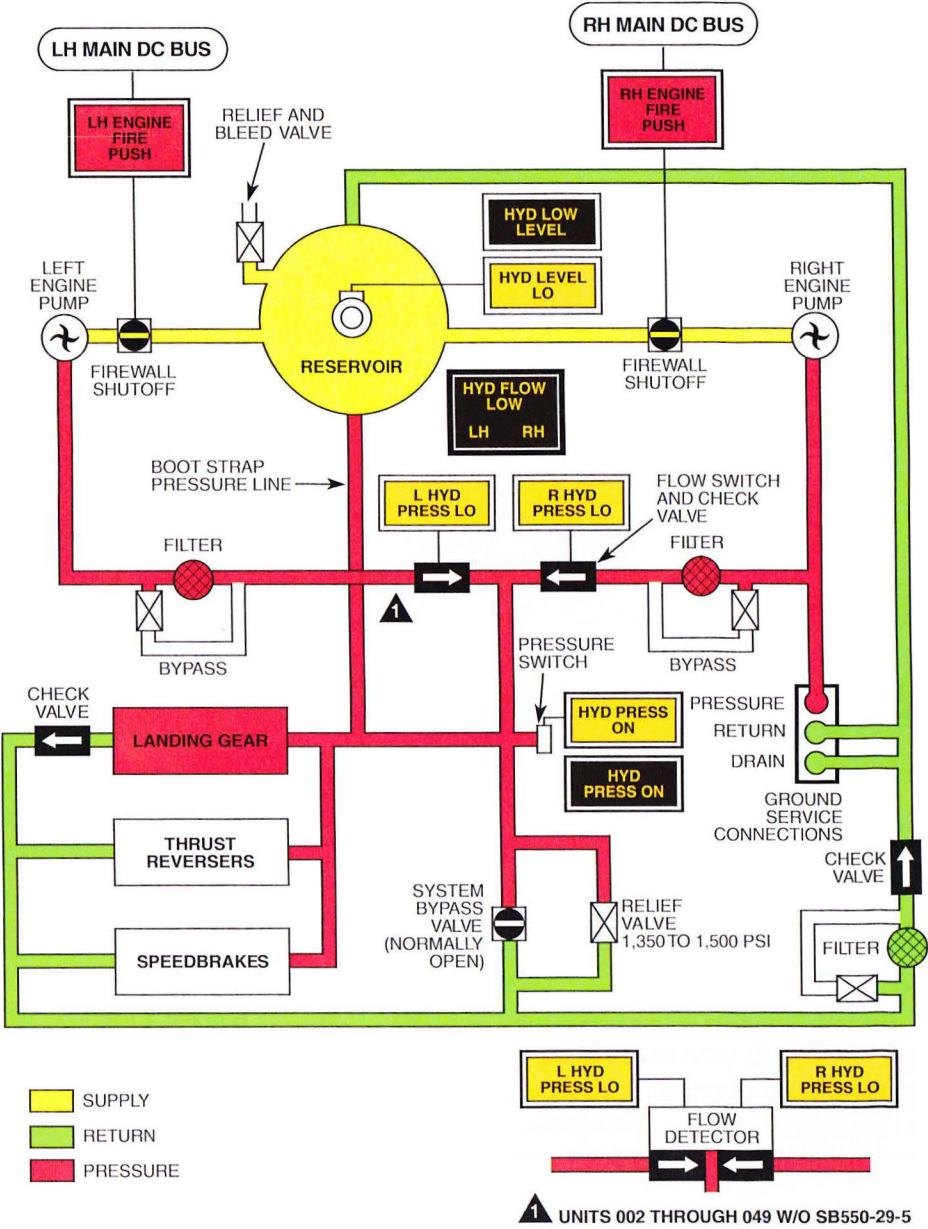 LH MAIN DC BUS
RH MAIN DC BUS
LH ENGINE
FIRE
PUSH
RELIEF AND
BLEED VALVE
RH ENGINE
FIRE
PUSH
HYD LOW
LEVEL
HYD LEVEL
LO
LEFT
ENGINE
PUMP
RIGHT
ENGINE
PUMP
FIREWALL
SHUTOFF
RESERVOIR
FIREWALL
SHUTOFF
HYD FLOW
LOW
LH RH
BOOT STRAP
PRESSURE LINE
L HYD
PRESS LO
R HYD
PRESS LO
FLOW SWITCH
AND CHECK
VALVE
FILTER
FILTER
1
BYPASS
BYPASS
PRESSURE
SWITCH
CHECK
VALVE
LANDING GEAR
HYD PRESS
ON
HYD
PRESS ON
PRESSURE
RETURN
DRAIN
GROUND
SERVICE
CONNECTIONS
THRUST
REVERSERS
CHECK
VALVE
SYSTEM
BYPASS
VALVE
(NORMALLY
OPEN)
RELIEF
VALVE
1,350 TO 1,500 PSI
SPEEDBRAKES
FILTER
L HYD
PRESS LO
R HYD
PRESS LO
FLOW
DETECTOR
SUPPLY
RETURN
PRESSURE
1 UNITS 002 THROUGH 049 W/O SB550-29-5